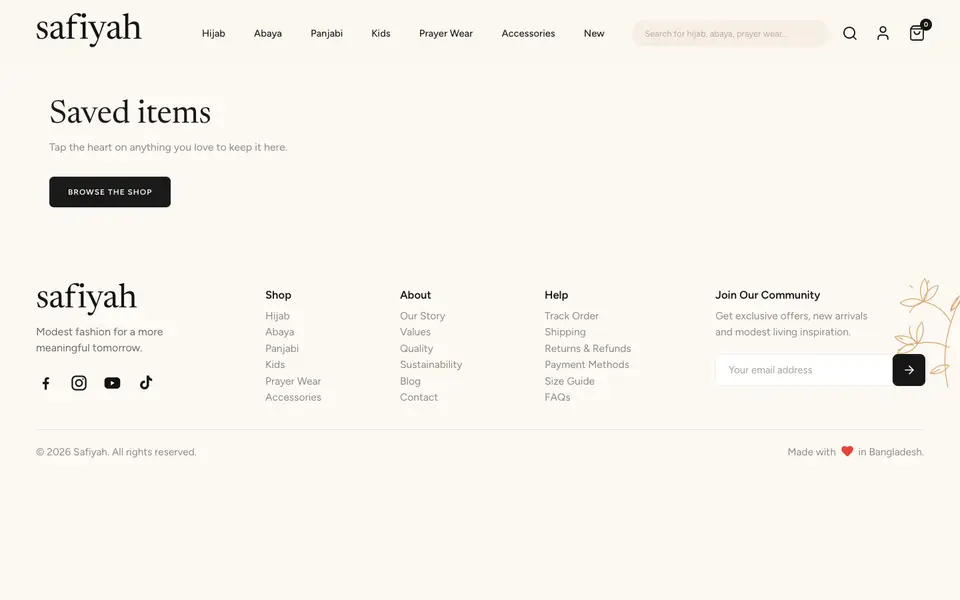 safiyah
Hijab Abaya Panjabi Kids Prayer Wear Accessories New
Search for hijab, abaya, prayer wear...
0
Saved items
Tap the heart on anything you love to keep it here.
BROWSE THE SHOP
safiyah
Modest fashion for a more
meaningful tomorrow.
Shop
Hijab
Abaya
Panjabi
Kids
Prayer Wear
Accessories
About
Our Story
Values
Quality
Sustainability
Blog
Contact
Help
Track Order
Shipping
Returns & Refunds
Payment Methods
Size Guide
FAQs
Join Our Community
Get exclusive offers, new arrivals
and modest living inspiration.
Your email address
© 2026 Safiyah. All rights reserved.
Made with ❤️ in Bangladesh.